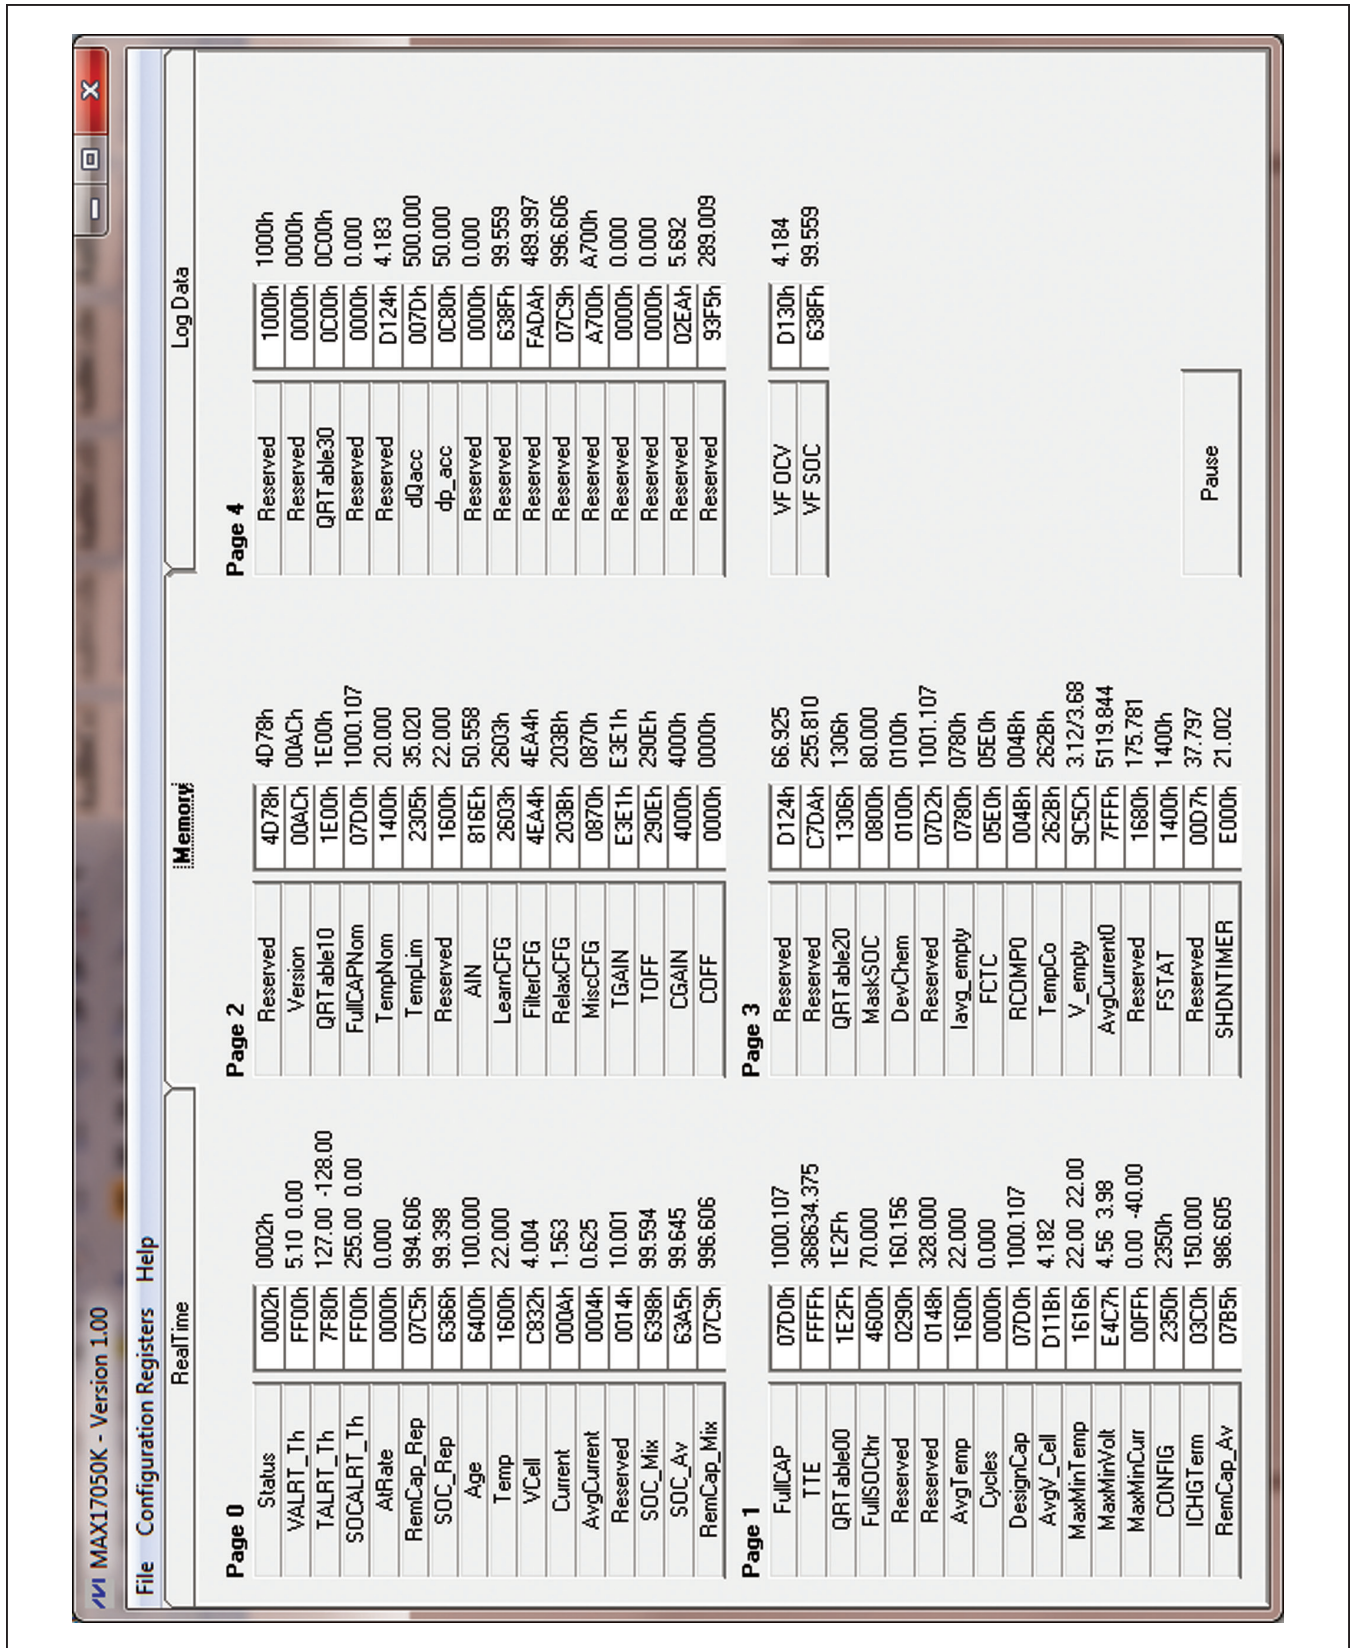 MAX17050K - Version 1.00
File Configuration Registers Help
RealTime Memory Log Data
Page 0
Status 0002h 0002h
VALRT_Th FF00h 5.10 0.00
TALRT_Th 7F80h 127.00 -128.00
SOCALRT_Th FF00h 255.00 0.00
AtRate 0000h 0.000
RemCap_Rep 07C5h 994.606
SOC_Rep 6366h 99.398
Age 6400h 100.000
Temp 1600h 22.000
VCell C832h 4.004
Current 000Ah 1.563
AvgCurrent 0004h 0.625
Reserved 0014h 10.001
SOC_Mix 6398h 99.594
SOC_Av 63A5h 99.645
RemCap_Mix 07C9h 996.606
Page 1
FullCAP 07D0h 1000.107
TTE FFFFh 368634.375
QRTable00 1E2Fh 1E2Fh
FullSOCthr 4600h 70.000
Reserved 0290h 160.156
Reserved 0148h 328.000
AvgTemp 1600h 22.000
Cycles 0000h 0.000
DesignCap 07D0h 1000.107
AvgV_Cell D11Bh 4.182
MaxMinTemp 1616h 22.00 22.00
MaxMinVolt E4C7h 4.56 3.98
MaxMinCurr 00FFh 0.00 -40.00
CONFIG 2350h 2350h
ICHGTerm 03C0h 150.000
RemCap_Av 07B5h 986.605
Page 2
Reserved 4D78h 4D78h
Version 00ACh 00ACh
QRTable10 1E00h 1E00h
FullCAPNom 07D0h 1000.107
TempNom 1400h 20.000
TempLim 2305h 35.020
Reserved 1600h 22.000
AIN 816Eh 50.558
LearnCFG 2603h 2603h
FilterCFG 4EA4h 4EA4h
RelaxCFG 203Bh 203Bh
MiscCFG 0870h 0870h
TGAIN E3E1h E3E1h
TOFF 290Eh 290Eh
CGAIN 4000h 4000h
COFF 0000h 0000h
Page 3
Reserved D124h 66.925
Reserved C7DAh 255.810
QRTable20 1306h 1306h
MaskSOC 0800h 80.000
DevChem 0100h 0100h
Reserved 07D2h 1001.107
Iavg_empty 0780h 0780h
FCTC 05E0h 05E0h
RCOMP0 004Bh 004Bh
TempCo 262Bh 262Bh
V_empty 9C5Ch 3.12/3.68
AvgCurrent0 7FFFh 5119.844
Reserved 1680h 175.781
FSTAT 1400h 1400h
Reserved 00D7h 37.797
SHDNTIMER E000h 21.002
Page 4
Reserved 1000h 1000h
Reserved 0000h 0000h
QRTable30 0C00h 0C00h
Reserved 0000h 0.000
Reserved D124h 4.183
dQacc 007Dh 500.000
dp_acc 0C80h 50.000
Reserved 0000h 0.000
Reserved 638Fh 99.559
Reserved FADAh 489.997
Reserved 07C9h 996.606
Reserved A700h A700h
Reserved 0000h 0.000
Reserved 0000h 0.000
Reserved 02EAh 5.692
Reserved 93F5h 289.009
VF OCV D130h 4.184
VF SOC 638Fh 99.559
Pause